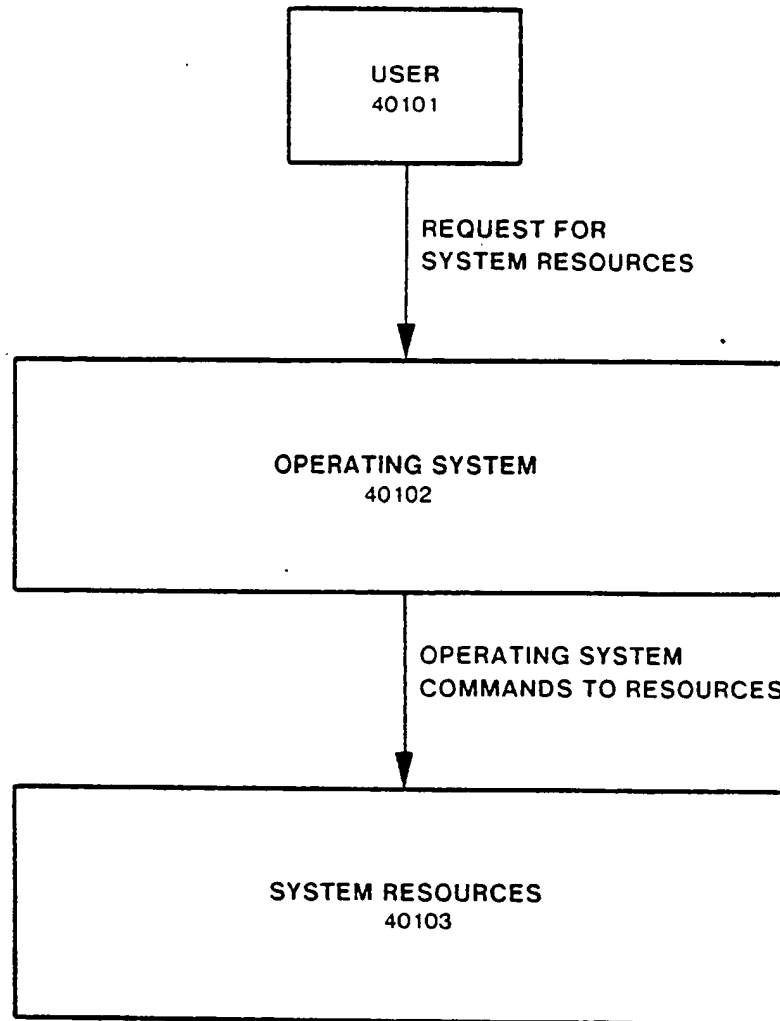 USER
40101
REQUEST FOR
SYSTEM RESOURCES
OPERATING SYSTEM
40102
OPERATING SYSTEM
COMMANDS TO RESOURCES
SYSTEM RESOURCES
40103